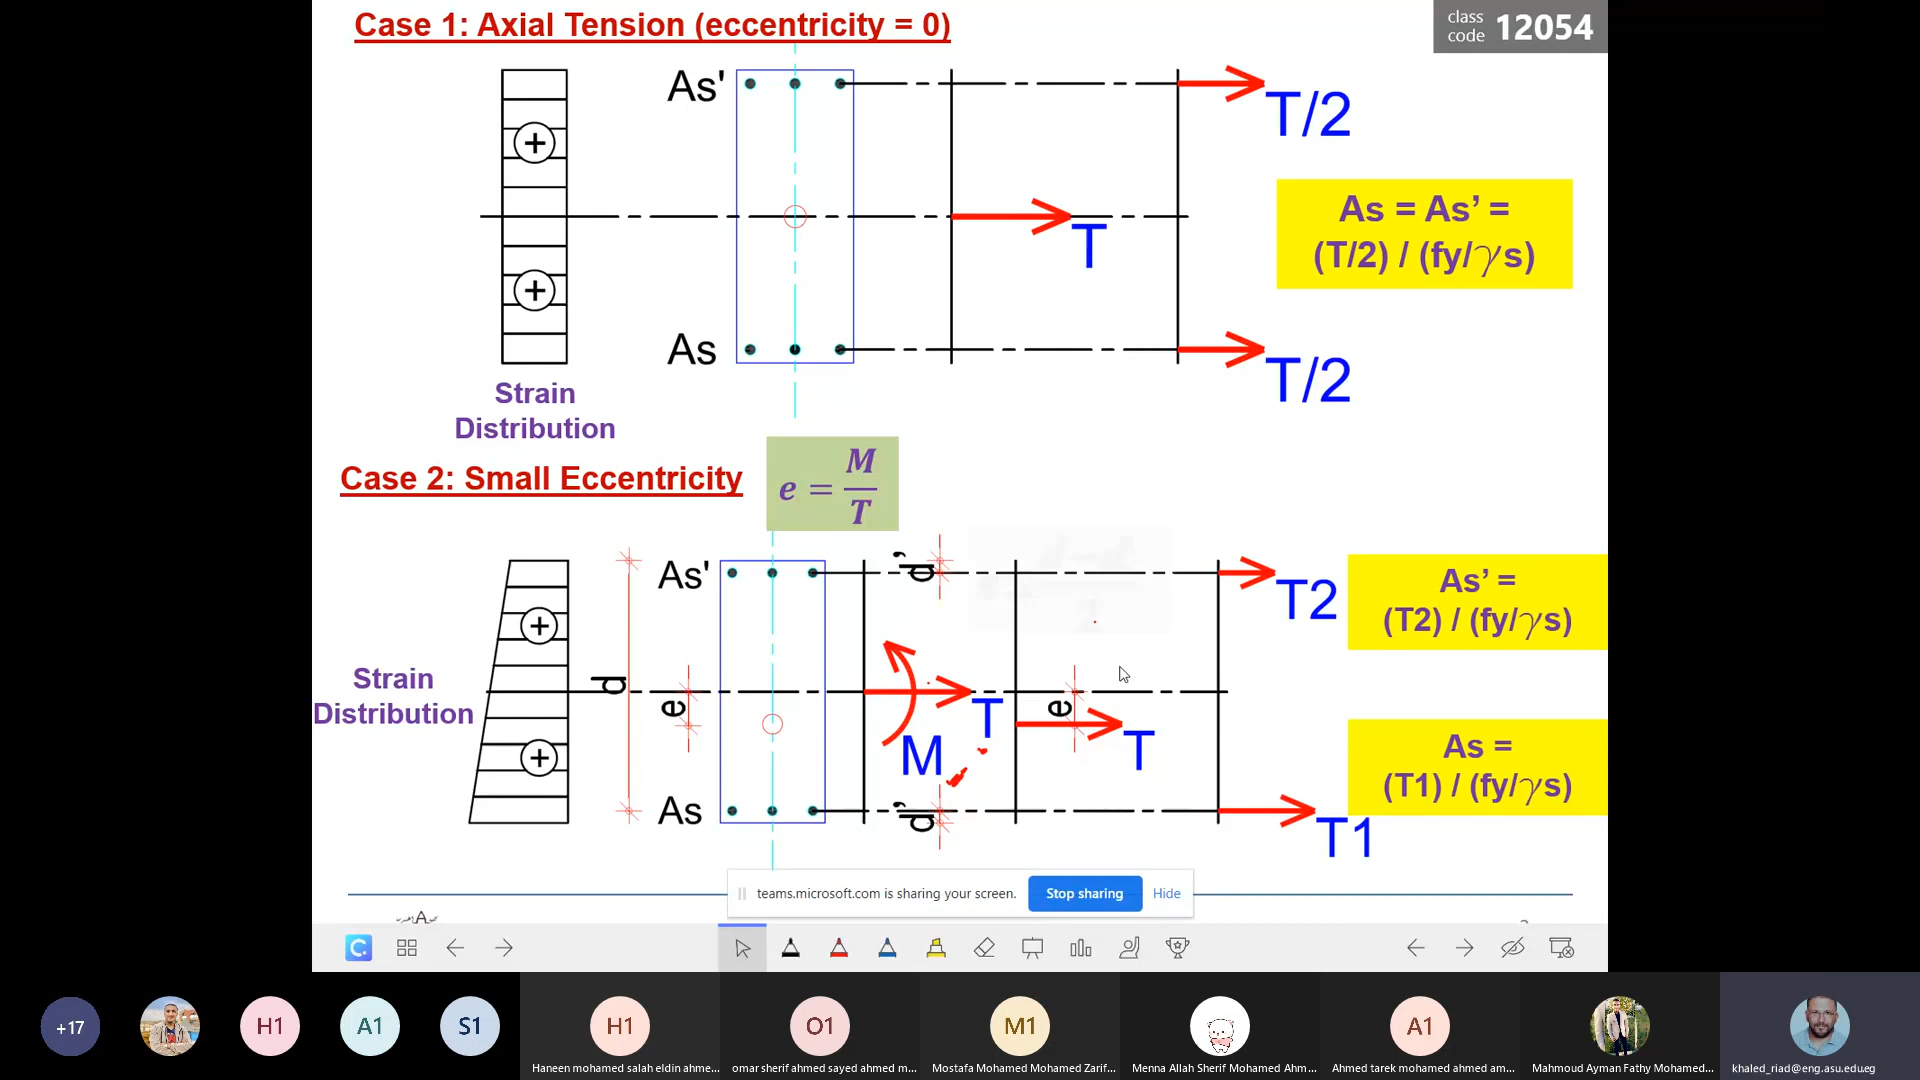 Case 1: Axial Tension (eccentricity = 0)
class code 12054
As'
T/2
As = As’ =
(T/2) / (fy/γs)
T
As
T/2
Strain
Distribution
Case 2: Small Eccentricity
e = M/T
As'
d'
T2
As’ =
(T2) / (fy/γs)
Strain
Distribution
d
e
e
T
M
T
As =
(T1) / (fy/γs)
As
d'
T1
teams.microsoft.com is sharing your screen.
Stop sharing
Hide
+17
H1
A1
S1
H1
O1
M1
A1
Haneen mohamed salah eldin ahme...
omar sherif ahmed sayed ahmed m...
Mostafa Mohamed Mohamed Zarif...
Menna Allah Sherif Mohamed Ahm...
Ahmed tarek mohamed ahmed am...
Mahmoud Ayman Fathy Mohamed...
khaled_riad@eng.asu.edu.eg